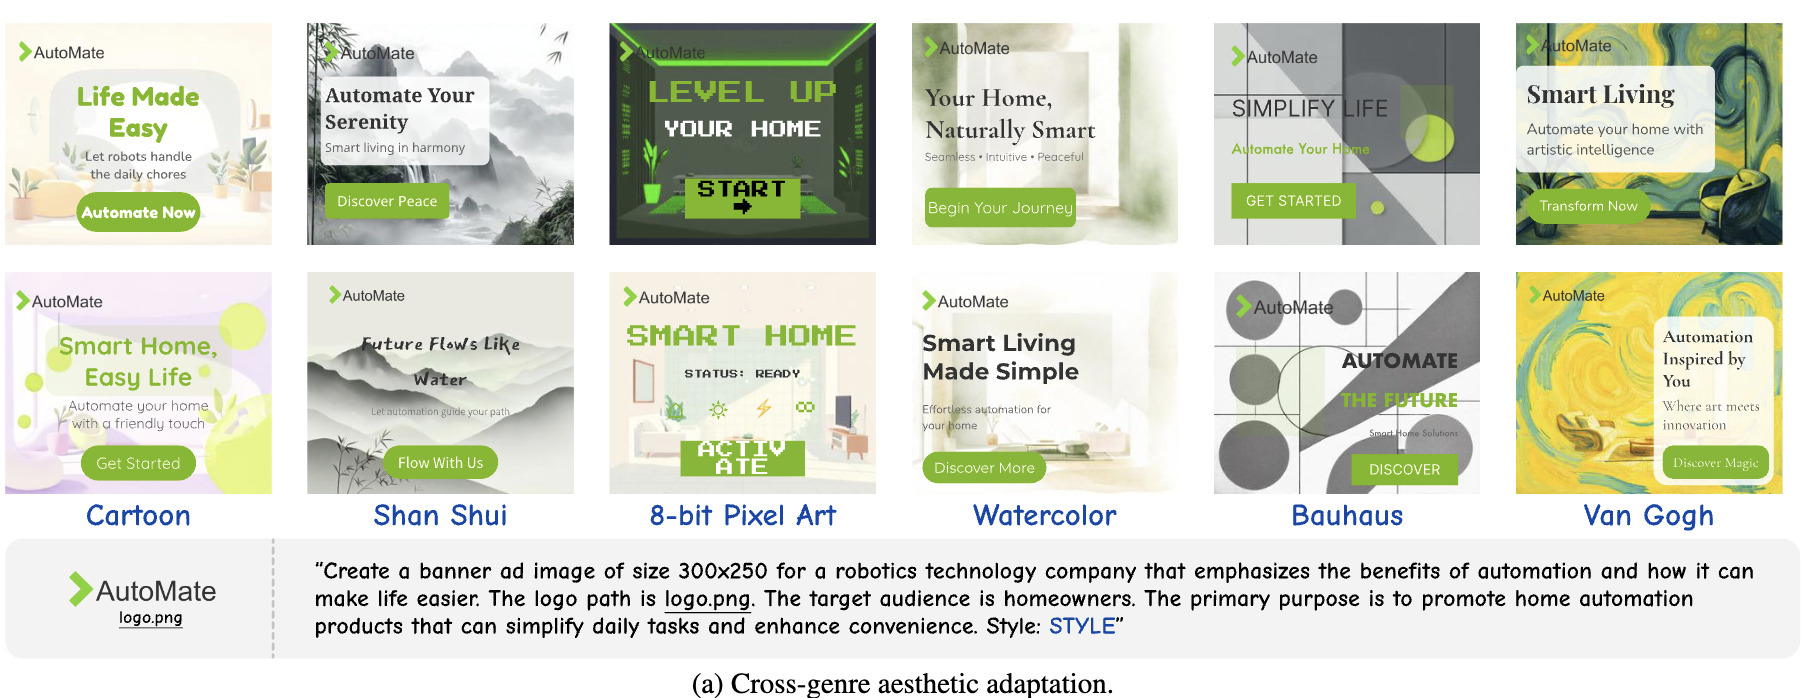 AutoMate
Life Made
Easy
Let robots handle
the daily chores
Automate Now
AutoMate
Automate Your
Serenity
Smart living in harmony
Discover Peace
AutoMate
LEVEL UP
YOUR HOME
START
AutoMate
Your Home,
Naturally Smart
Seamless • Intuitive • Peaceful
Begin Your Journey
AutoMate
SIMPLIFY LIFE
Automate Your Home
GET STARTED
AutoMate
Smart Living
Automate your home with
artistic intelligence
Transform Now
AutoMate
Smart Home,
Easy Life
Automate your home
with a friendly touch
Get Started
AutoMate
Future Flows Like
Water
Let automation guide your path
Flow With Us
AutoMate
SMART HOME
STATUS: READY
ACTIV
ATE
AutoMate
Smart Living
Made Simple
Effortless automation for
your home
Discover More
AutoMate
AUTOMATE
THE FUTURE
Smart Home Solutions
DISCOVER
AutoMate
Automation
Inspired by
You
Where art meets
innovation
Discover Magic
Cartoon
Shan Shui
8-bit Pixel Art
Watercolor
Bauhaus
Van Gogh
AutoMate
logo.png
"Create a banner ad image of size 300x250 for a robotics technology company that emphasizes the benefits of automation and how it can
make life easier. The logo path is logo.png. The target audience is homeowners. The primary purpose is to promote home automation
products that can simplify daily tasks and enhance convenience. Style: STYLE"
(a) Cross-genre aesthetic adaptation.